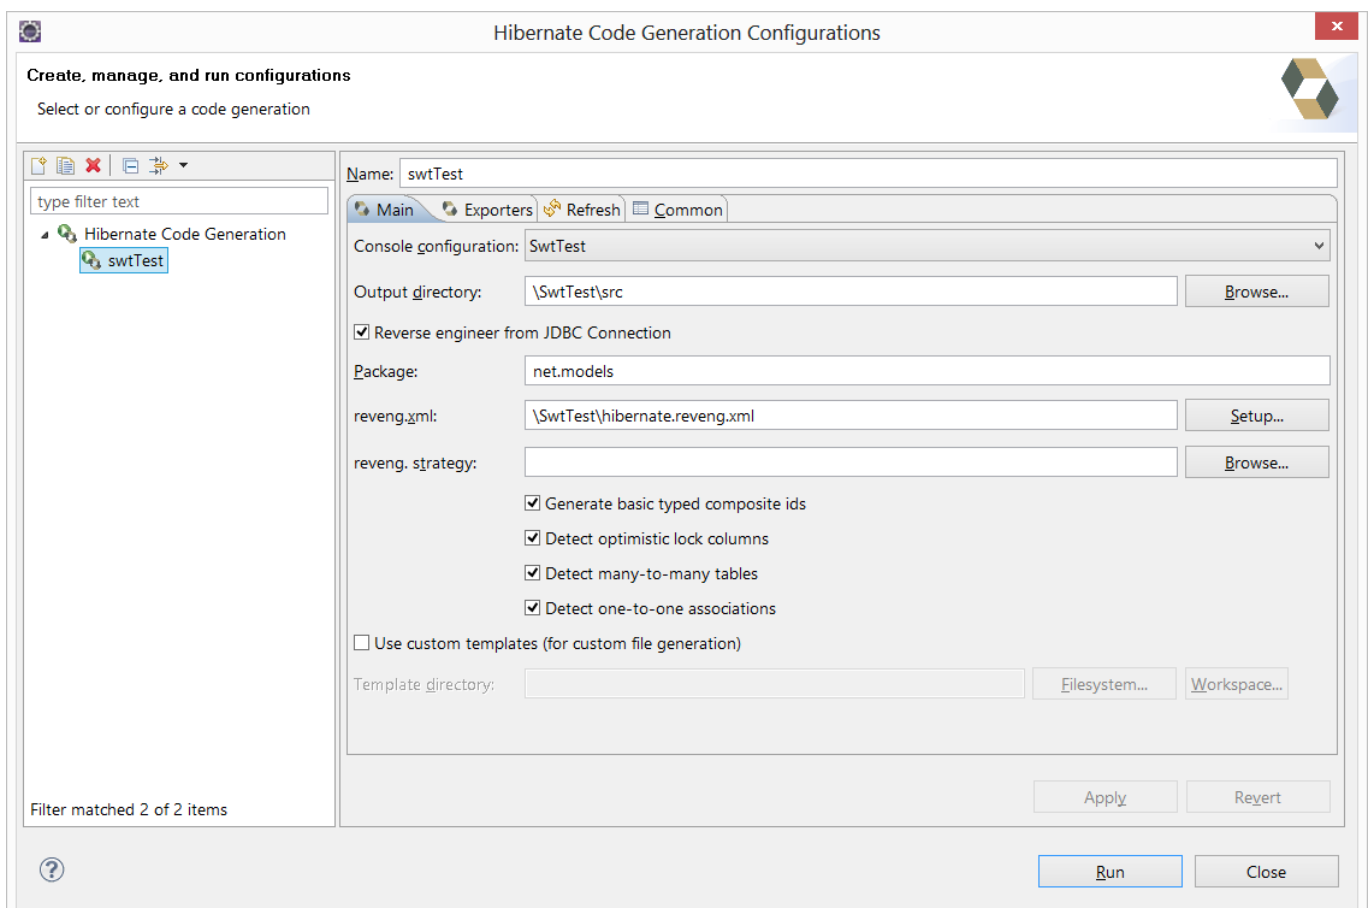 Hibernate Code Generation Configurations
Create, manage, and run configurations
Select or configure a code generation
type filter text
Hibernate Code Generation
swtTest
Filter matched 2 of 2 items
Name: swtTest
Main Exporters Refresh Common
Console configuration: SwtTest
Output directory: \SwtTest\src Browse...
Reverse engineer from JDBC Connection
Package: net.models
reveng.xml: \SwtTest\hibernate.reveng.xml Setup...
reveng. strategy: Browse...
Generate basic typed composite ids
Detect optimistic lock columns
Detect many-to-many tables
Detect one-to-one associations
Use custom templates (for custom file generation)
Template directory: Filesystem... Workspace...
Apply Revert
Run Close